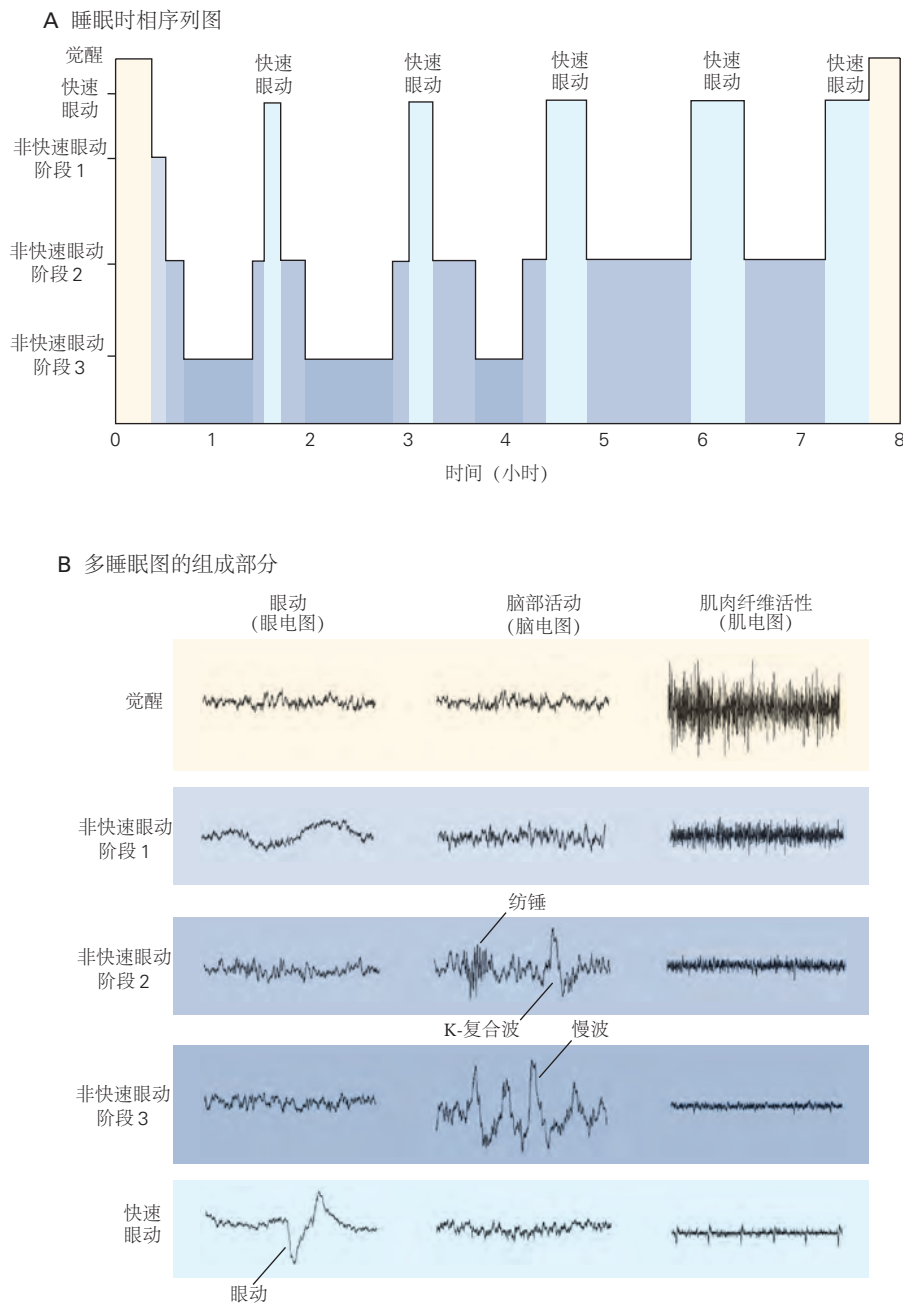 A 睡眠时相序列图
觉醒
快速
眼动
非快速眼动
阶段 1
非快速眼动
阶段 2
非快速眼动
阶段 3
快速
眼动
快速
眼动
快速
眼动
快速
眼动
快速
眼动
0 1 2 3 4 5 6 7 8
时间 (小时)
B 多睡眠图的组成部分
眼动
(眼电图)
脑部活动
(脑电图)
肌肉纤维活性
(肌电图)
觉醒
非快速眼动
阶段 1
纺锤
非快速眼动
阶段 2
K-复合波
慢波
非快速眼动
阶段 3
快速
眼动
眼动